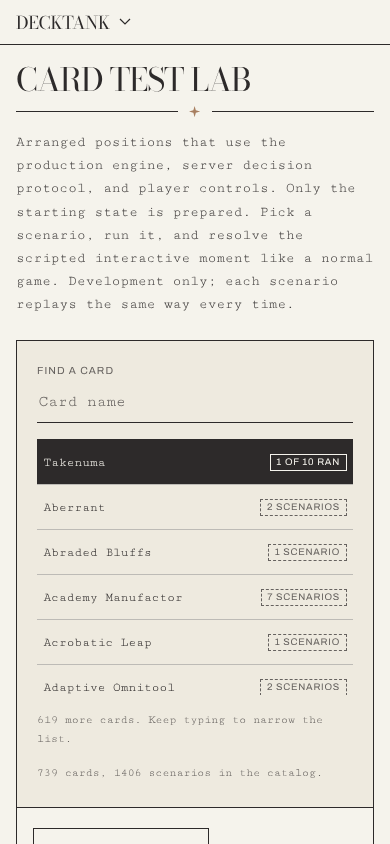 DECKTANK
CARD TEST LAB
Arranged positions that use the
production engine, server decision
protocol, and player controls. Only the
starting state is prepared. Pick a
scenario, run it, and resolve the
scripted interactive moment like a normal
game. Development only; each scenario
replays the same way every time.
FIND A CARD
Card name
Takenuma 1 OF 10 RAN
Aberrant 2 SCENARIOS
Abraded Bluffs 1 SCENARIO
Academy Manufactor 7 SCENARIOS
Acrobatic Leap 1 SCENARIO
Adaptive Omnitool 2 SCENARIOS
619 more cards. Keep typing to narrow the
list.
739 cards, 1406 scenarios in the catalog.